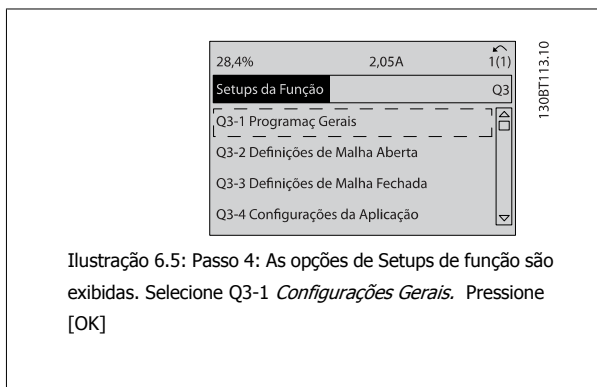 28,4% 2,05A 1(1)
Setups da Função Q3
Q3-1 Programaç Gerais
Q3-2 Definições de Malha Aberta
Q3-3 Definições de Malha Fechada
Q3-4 Configurações da Aplicação
130BT113.10
Ilustração 6.5: Passo 4: As opções de Setups de função são
exibidas. Selecione Q3-1 Configurações Gerais. Pressione
[OK]